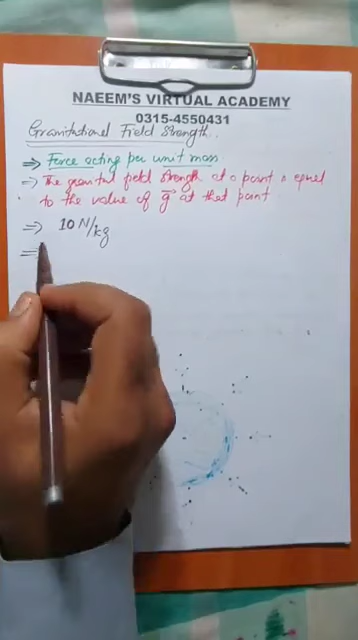 NAEEM'S VIRTUAL ACADEMY
0315-4550431
Gravitational Field Strength.
⇒ Force acting per unit mass
⇒ The gravital field strength at a point is equal
to the value of g⃗ at that point
⇒ 10 N/kg
⇒